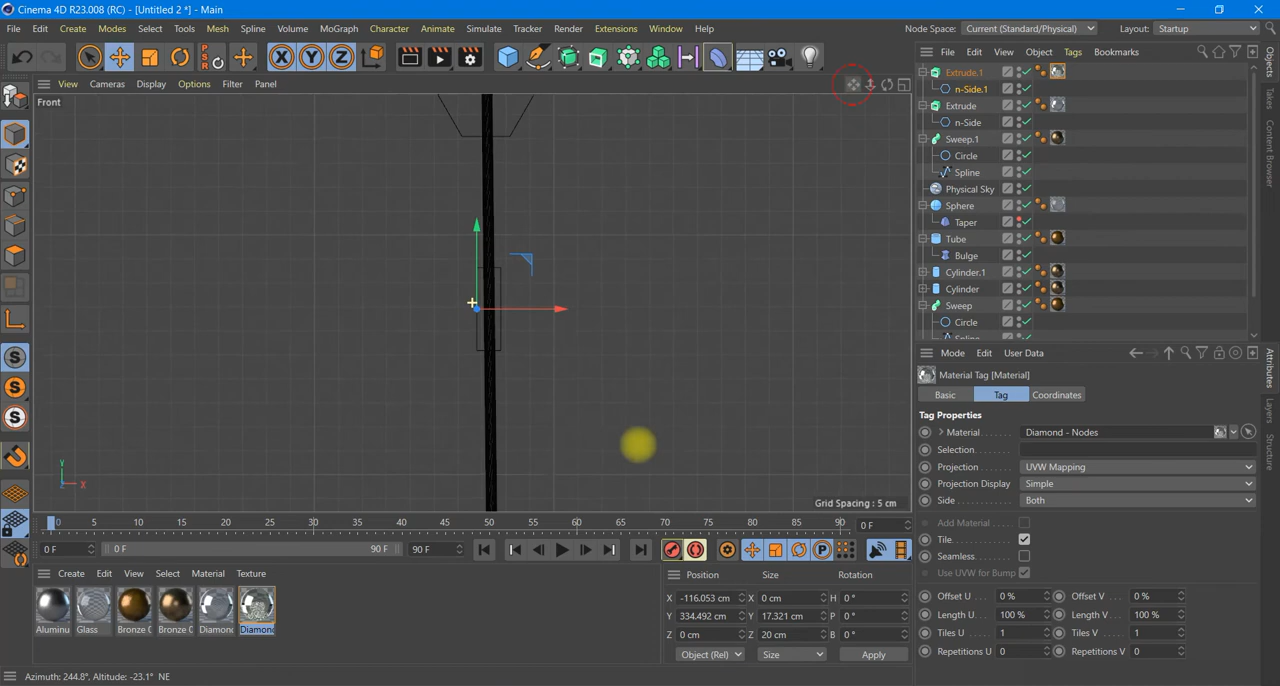 Cinema 4D R23.008 (RC) - [Untitled 2 *] - Main
File Edit Create Modes Select Tools Mesh Spline Volume MoGraph Character Animate Simulate Tracker Render Extensions Window Help Node Space: Current (Standard/Physical) Layout: Startup
File Edit View Object Tags Bookmarks
View Cameras Display Options Filter Panel
Front
Extrude.1
n-Side.1
Extrude
n-Side
Sweep.1
Circle
Spline
Physical Sky
Sphere
Taper
Tube
Bulge
Cylinder.1
Cylinder
Sweep
Circle
Objects
Takes
Content Browser
Mode Edit User Data
Material Tag [Material]
Basic Tag Coordinates
Tag Properties
Material Diamond - Nodes
Selection
Projection UVW Mapping
Projection Display Simple
Side Both
Add Material
Tile
Seamless
Use UVW for Bump
Offset U 0 % Offset V 0 %
Length U 100 % Length V 100 %
Tiles U 1 Tiles V 1
Repetitions U 0 Repetitions V 0
Attributes
Layers
Structure
X
Y
Z
Grid Spacing : 5 cm
0 5 10 15 20 25 30 35 40 45 50 55 60 65 70 75 80 85 90 0 F
0 F 0 F 90 F 90 F
Create Edit View Select Material Texture
Aluminu Glass Bronze C Bronze C Diamon Diamond
Position Size Rotation
X -116.053 cm X 0 cm H 0 °
Y 334.492 cm Y 17.321 cm P 0 °
Z 0 cm Z 20 cm B 0 °
Object (Rel) Size Apply
Azimuth: 244.8°, Altitude: -23.1° NE